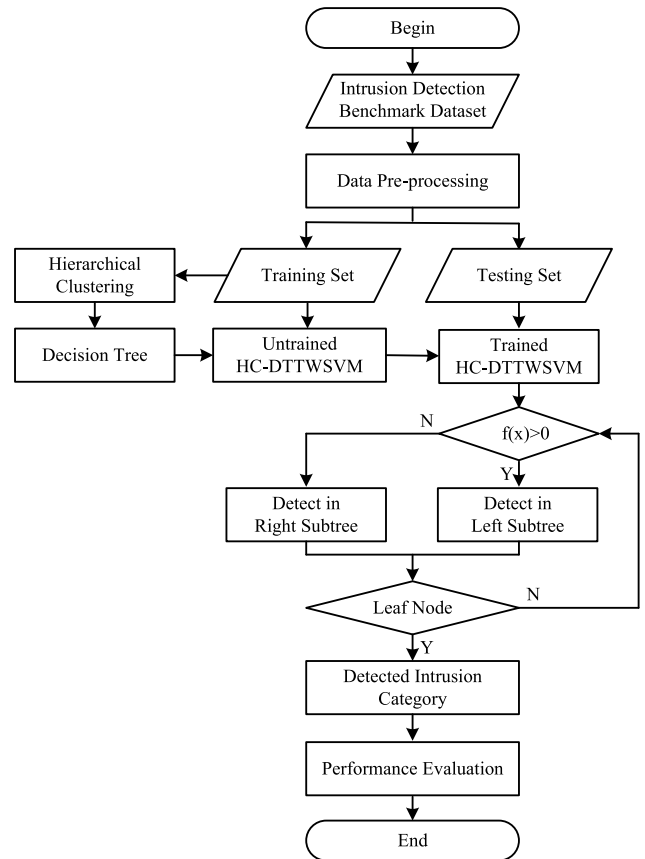 Begin
Intrusion Detection
Benchmark Dataset
Data Pre-processing
Hierarchical
Clustering
Training Set
Testing Set
Decision Tree
Untrained
HC-DTTWSVM
Trained
HC-DTTWSVM
N
f(x)>0
Y
Detect in
Right Subtree
Detect in
Left Subtree
Leaf Node
N
Y
Detected Intrusion
Category
Performance Evaluation
End